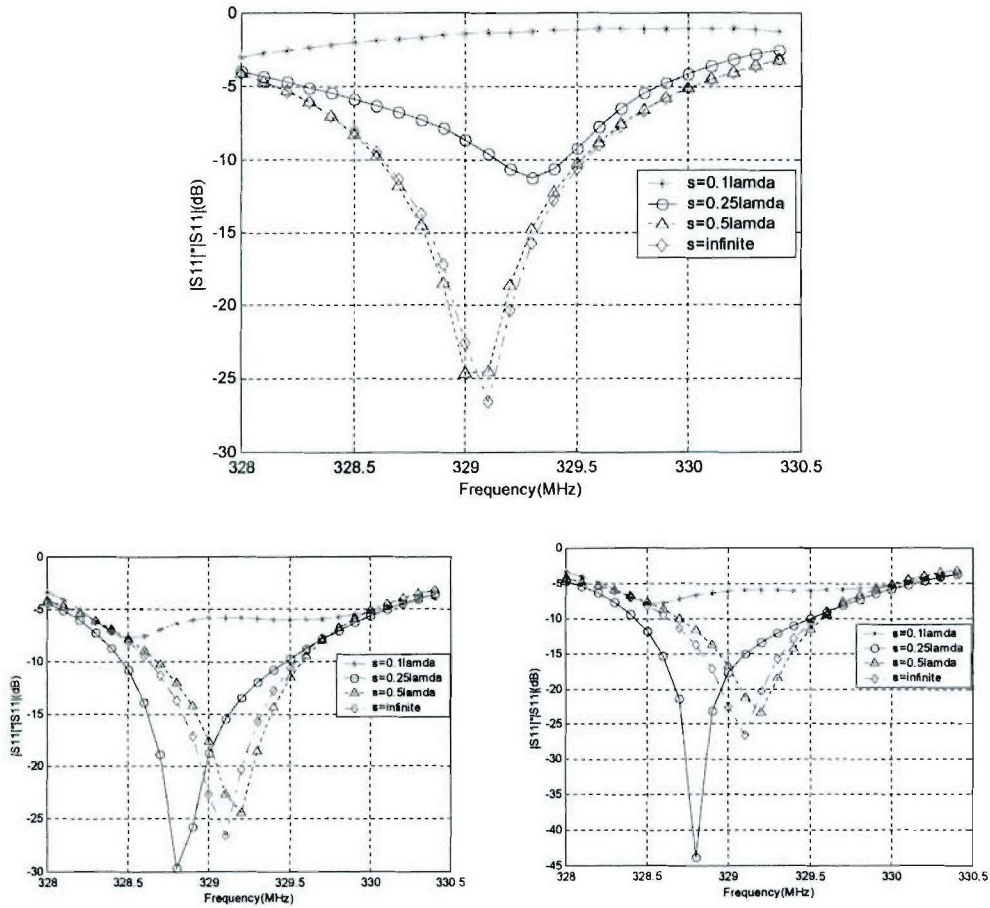 0
-5
-10
-15
-20
-25
-30
|S11|*|S11|(dB)
s=0.1lamda
s=0.25lamda
s=0.5lamda
s=infinite
328 328.5 329 329.5 330 330.5
Frequency(MHz)
0
-5
-10
-15
-20
-25
-30
|S11|*|S11|(dB)
s=0.1lamda
s=0.25lamda
s=0.5lamda
s=infinite
328 328.5 329 329.5 330 330.5
Frequency(MHz)
0
-5
-10
-15
-20
-25
-30
-35
-40
-45
|S11|*|S11|(dB)
s=0.1lamda
s=0.25lamda
s=0.5lamda
s=infinite
328 328.5 329 329.5 330 330.5
Frequency(MHz)